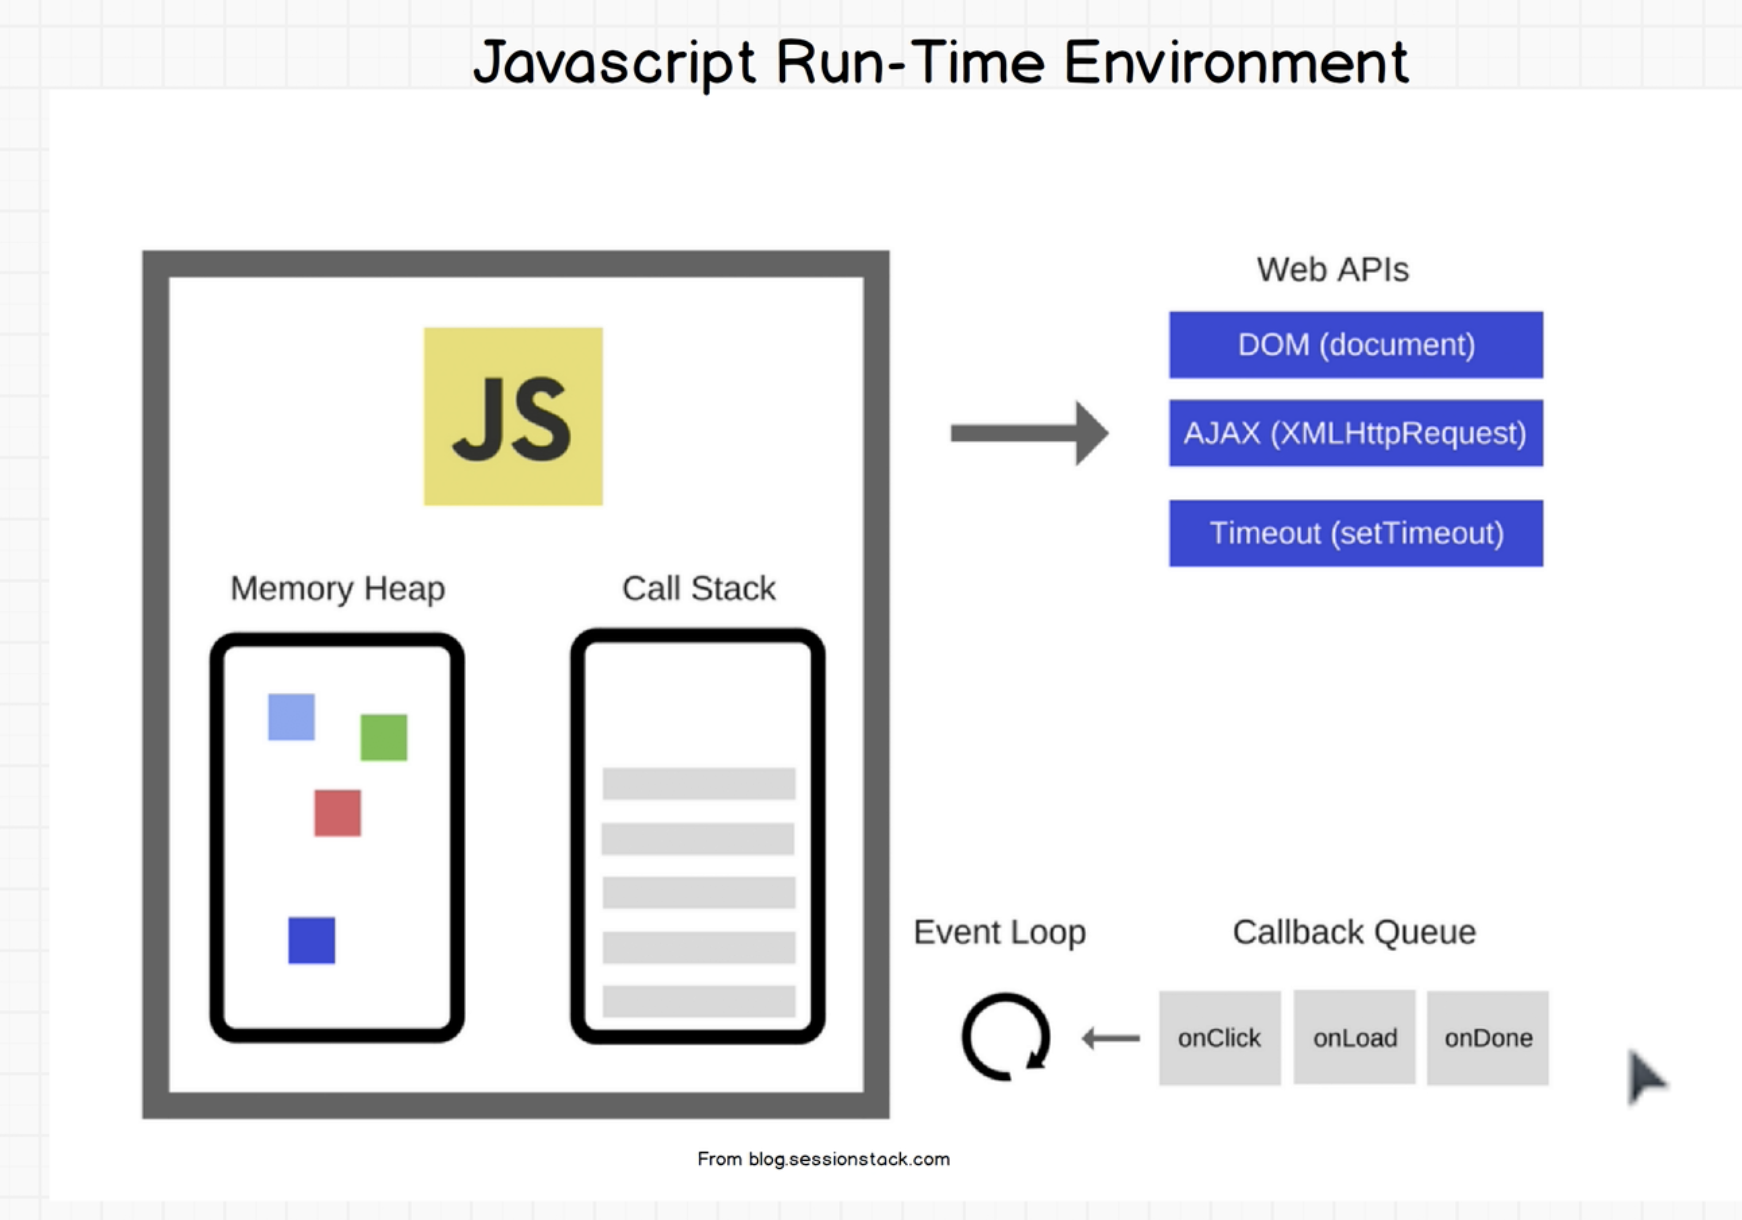 Javascript Run-Time Environment
JS
Memory Heap
Call Stack
Web APIs
DOM (document)
AJAX (XMLHttpRequest)
Timeout (setTimeout)
Event Loop
Callback Queue
onClick
onLoad
onDone
From blog.sessionstack.com